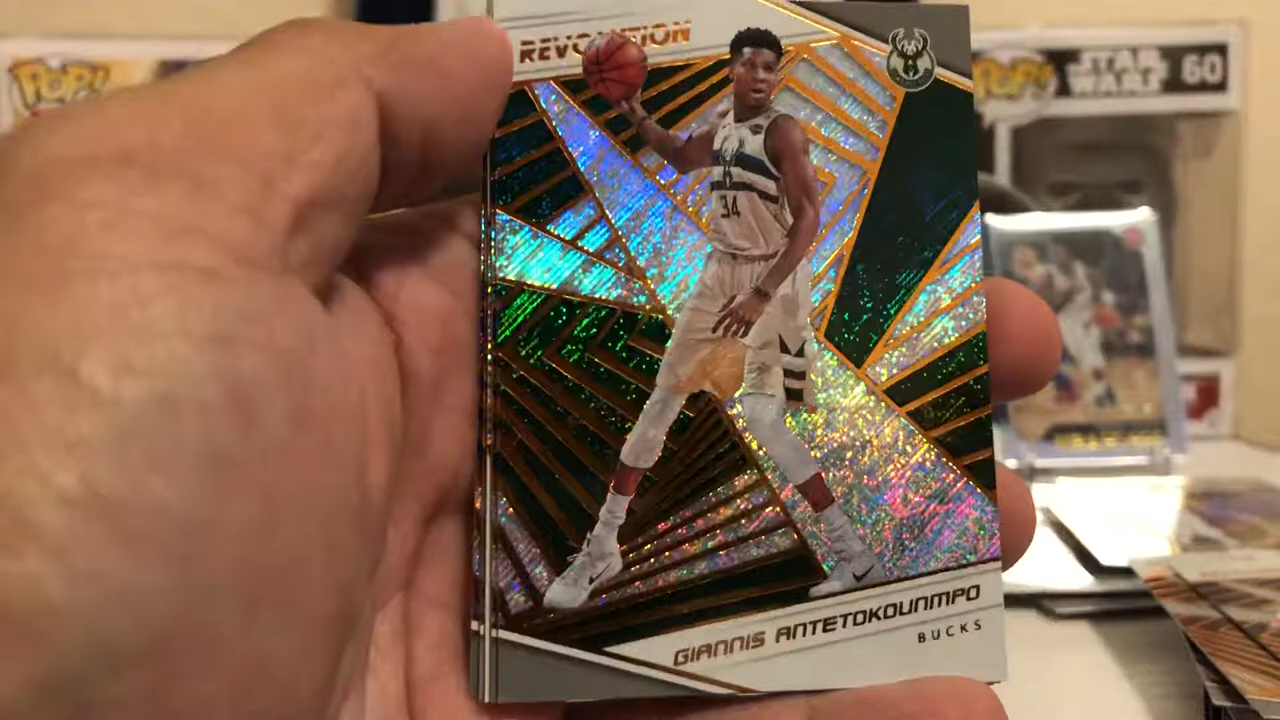 REVOLUTION
POP!
POP!
STAR
WARS
60
34
GIANNIS ANTETOKOUNMPO
BUCKS